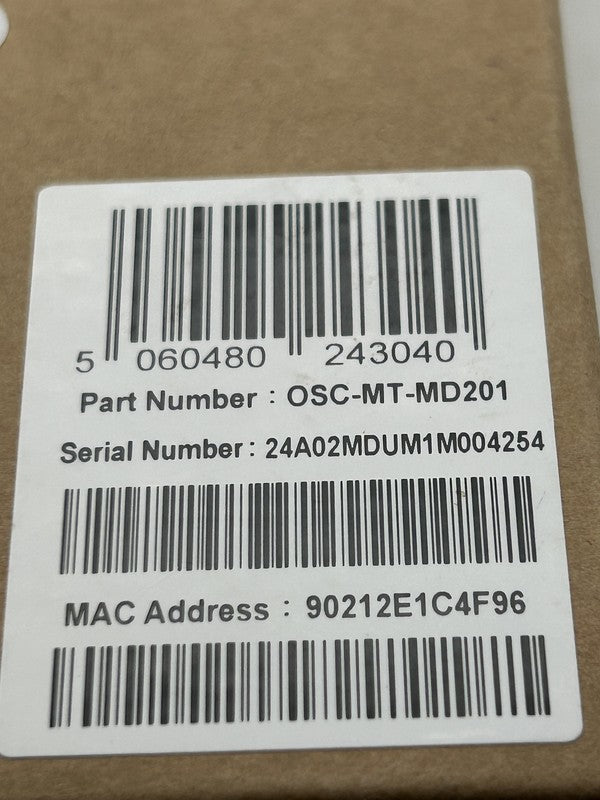 5 060480 243040
Part Number : OSC-MT-MD201
Serial Number: 24A02MDUM1M004254
MAC Address : 90212E1C4F96